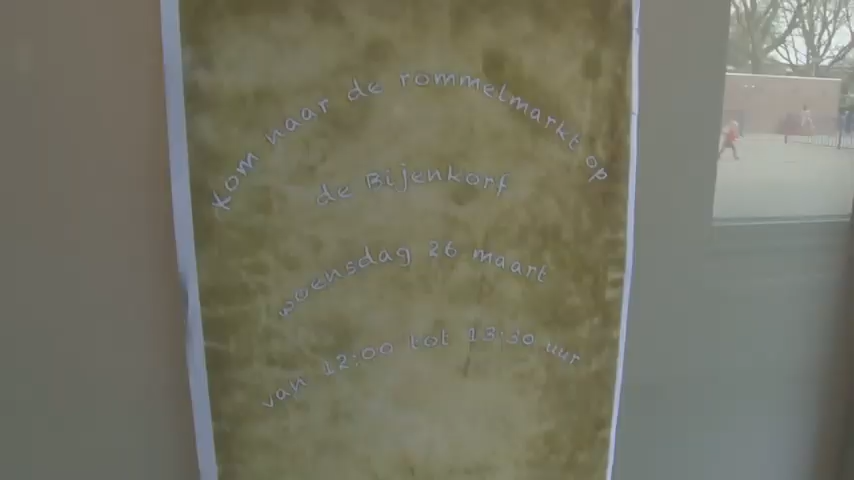 Kom naar de rommelmarkt op
de Bijenkorf
woensdag 26 maart
van 12:00 tot 13:30 uur